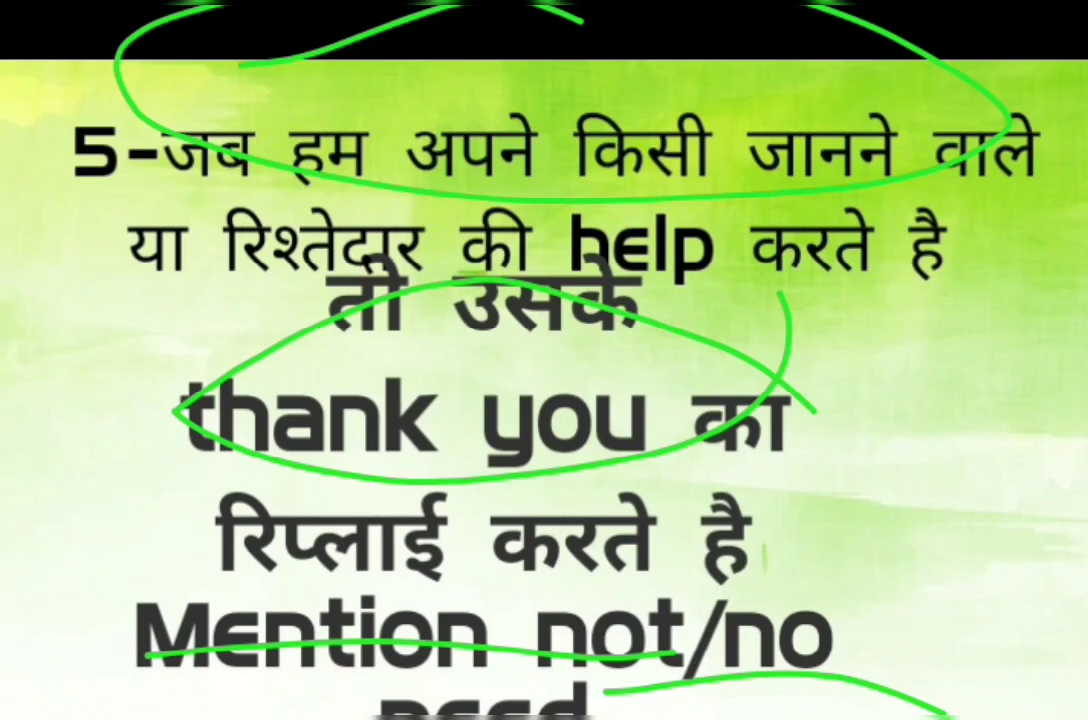 5-जब हम अपने किसी जानने वाले
या रिश्तेदार की help करते है
तो उसके
thank you का
रिप्लाई करते है
Mention not/no
need